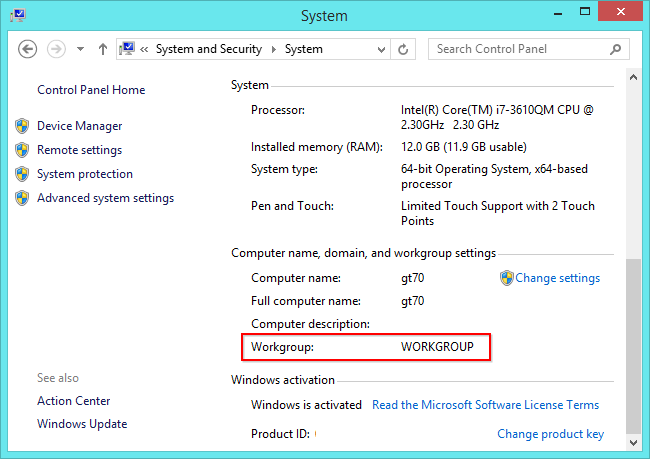 System
« System and Security System
Search Control Panel
Control Panel Home
Device Manager
Remote settings
System protection
Advanced system settings
See also
Action Center
Windows Update
System
Processor: Intel(R) Core(TM) i7-3610QM CPU @
2.30GHz 2.30 GHz
Installed memory (RAM): 12.0 GB (11.9 GB usable)
System type: 64-bit Operating System, x64-based
processor
Pen and Touch: Limited Touch Support with 2 Touch
Points
Computer name, domain, and workgroup settings
Computer name: gt70 Change settings
Full computer name: gt70
Computer description:
Workgroup: WORKGROUP
Windows activation
Windows is activated Read the Microsoft Software License Terms
Product ID: Change product key